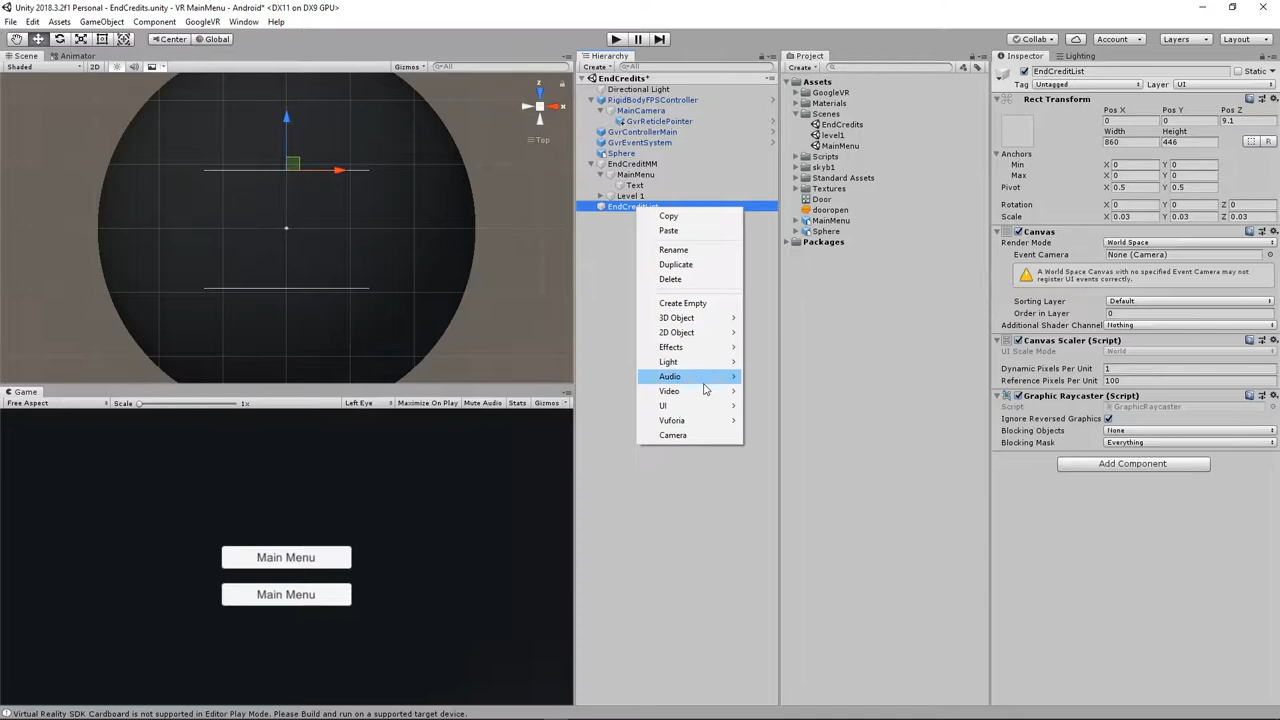 Unity 2018.3.2f1 Personal - EndCredits.unity - VR MainMenu - Android* <DX11 on DX9 GPU>
File Edit Assets GameObject Component GoogleVR Window Help
Center Global Collab Account Layers Layout
Scene Animator
Shaded 2D Gizmos All
z
x
Top
Game
Free Aspect Scale 1x Left Eye Maximize On Play Mute Audio Stats Gizmos
Main Menu
Main Menu
Hierarchy
Create All
EndCredits*
Directional Light
RigidBodyFPSController
MainCamera
GvrReticlePointer
GvrControllerMain
GvrEventSystem
Sphere
EndCreditMM
MainMenu
Text
Level 1
EndCreditList
Copy
Paste
Rename
Duplicate
Delete
Create Empty
3D Object
2D Object
Effects
Light
Audio
Video
UI
Vuforia
Camera
Project
Create
Assets
GoogleVR
Materials
Scenes
EndCredits
level1
MainMenu
Scripts
skyb1
Standard Assets
Textures
Door
dooropen
MainMenu
Sphere
Packages
Inspector Lighting
EndCreditList Static
Tag Untagged Layer UI
Rect Transform
Pos X Pos Y Pos Z
0 0 9.1
Width Height
860 446 R
Anchors
Min X 0 Y 0
Max X 0 Y 0
Pivot X 0.5 Y 0.5
Rotation X 0 Y 0 Z 0
Scale X 0.03 Y 0.03 Z 0.03
Canvas
Render Mode World Space
Event Camera None (Camera)
A World Space Canvas with no specified Event Camera may not
register UI events correctly.
Sorting Layer Default
Order in Layer 0
Additional Shader Channel Nothing
Canvas Scaler (Script)
UI Scale Mode World
Dynamic Pixels Per Unit 1
Reference Pixels Per Unit 100
Graphic Raycaster (Script)
Script GraphicRaycaster
Ignore Reversed Graphics
Blocking Objects None
Blocking Mask Everything
Add Component
Virtual Reality SDK Cardboard is not supported in Editor Play Mode. Please Build and run on a supported target device.